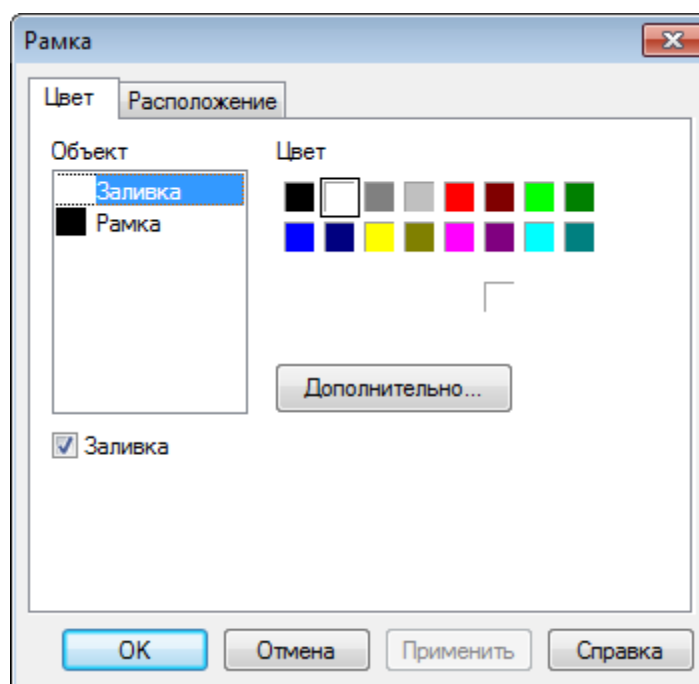 Рамка
Цвет Расположение
Объект Цвет
Заливка
Рамка
Дополнительно...
Заливка
OK Отмена Применить Справка